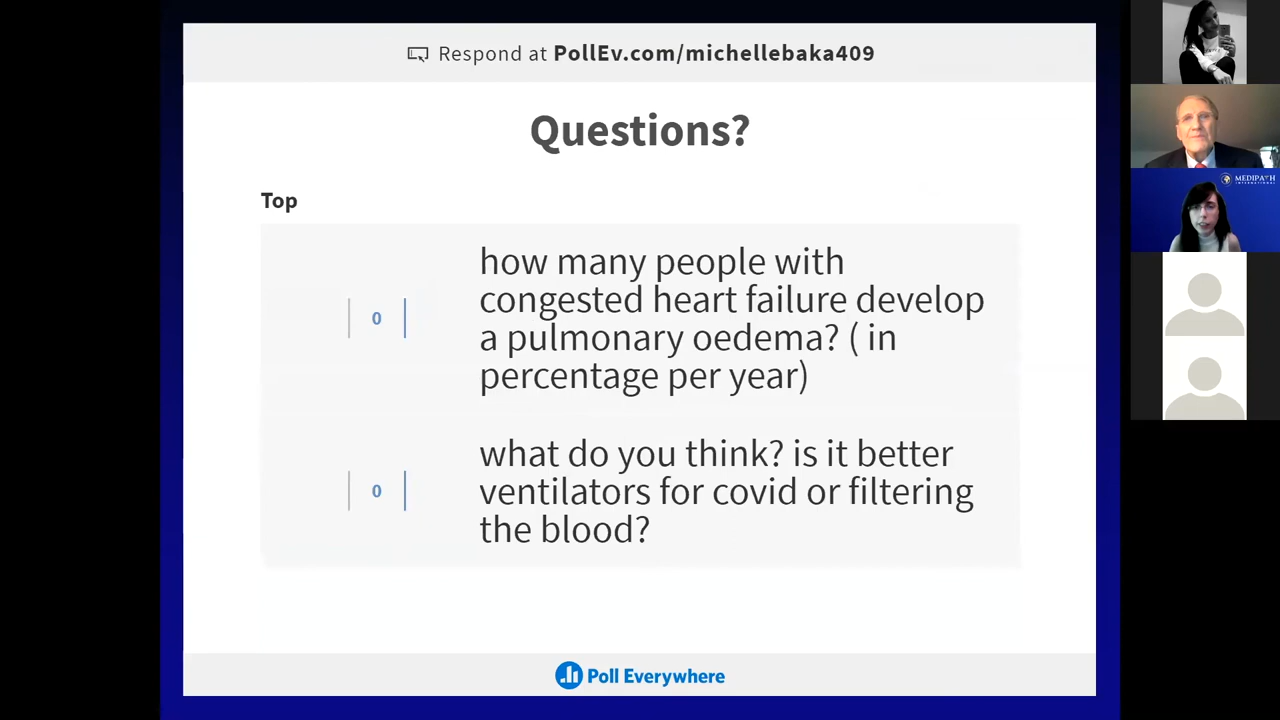 Respond at PollEv.com/michellebaka409
Questions?
Top
how many people with
congested heart failure develop
a pulmonary oedema? ( in
percentage per year)
0
what do you think? is it better
ventilators for covid or filtering
the blood?
0
Poll Everywhere
MEDIPATH
INTERNATIONAL